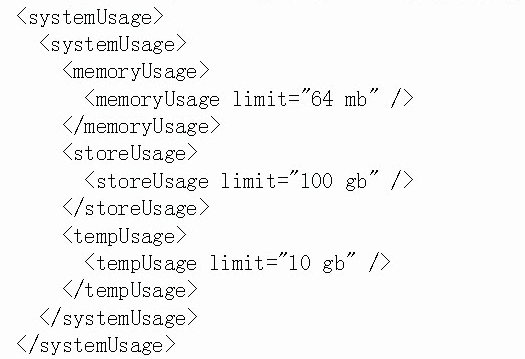 <systemUsage>
  <systemUsage>
    <memoryUsage>
      <memoryUsage limit="64 mb" />
    </memoryUsage>
    <storeUsage>
      <storeUsage limit="100 gb" />
    </storeUsage>
    <tempUsage>
      <tempUsage limit="10 gb" />
    </tempUsage>
  </systemUsage>
</systemUsage>